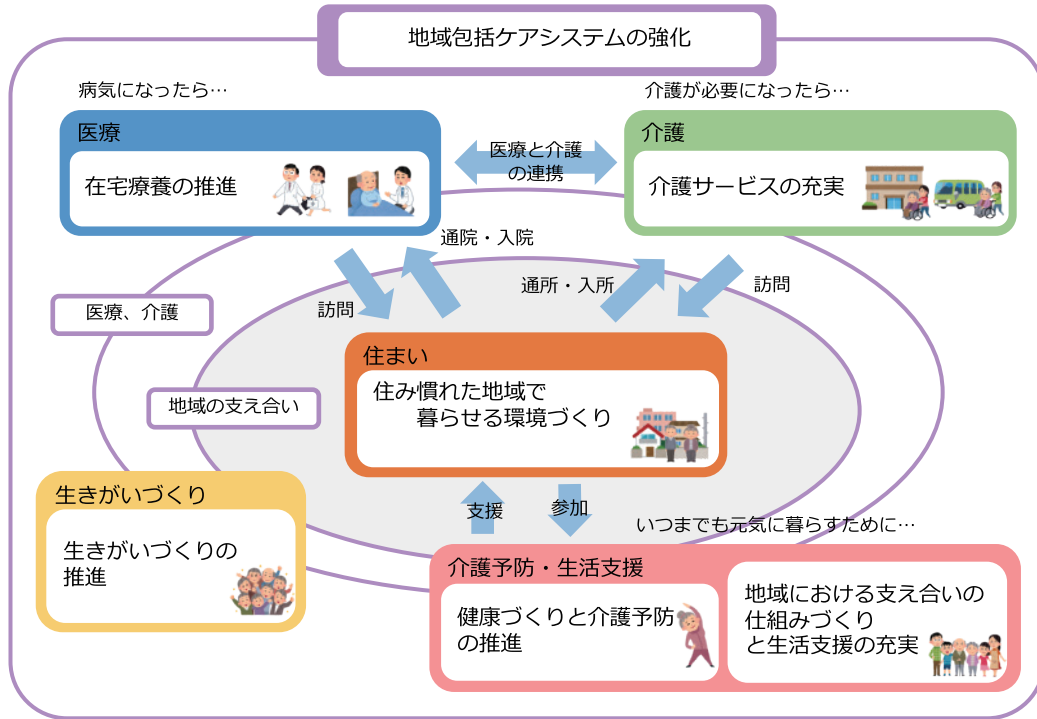 地域包括ケアシステムの強化
病気になったら…
介護が必要になったら…
医療
在宅療養の推進
医療と介護
の連携
介護
介護サービスの充実
通院・入院
訪問
通所・入所
訪問
医療、介護
地域の支え合い
住まい
住み慣れた地域で
暮らせる環境づくり
生きがいづくり
生きがいづくりの
推進
支援
参加
いつまでも元気に暮らすために…
介護予防・生活支援
健康づくりと介護予防
の推進
地域における支え合いの
仕組みづくり
と生活支援の充実